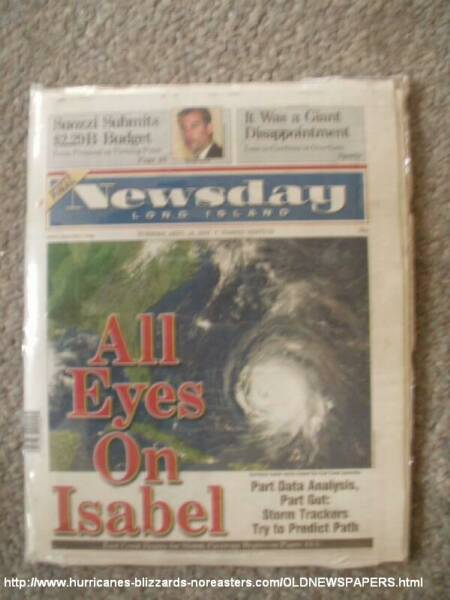 Suozzi Submits
$2.29B Budget
It Was a Giant
Disappointment
Newsday
LONG ISLAND
All
Eyes
On
Isabel
Part Data Analysis,
Part Gut:
Storm Trackers
Try to Predict Path
http://www.hurricanes-blizzards-noreasters.com/OLDNEWSPAPERS.html